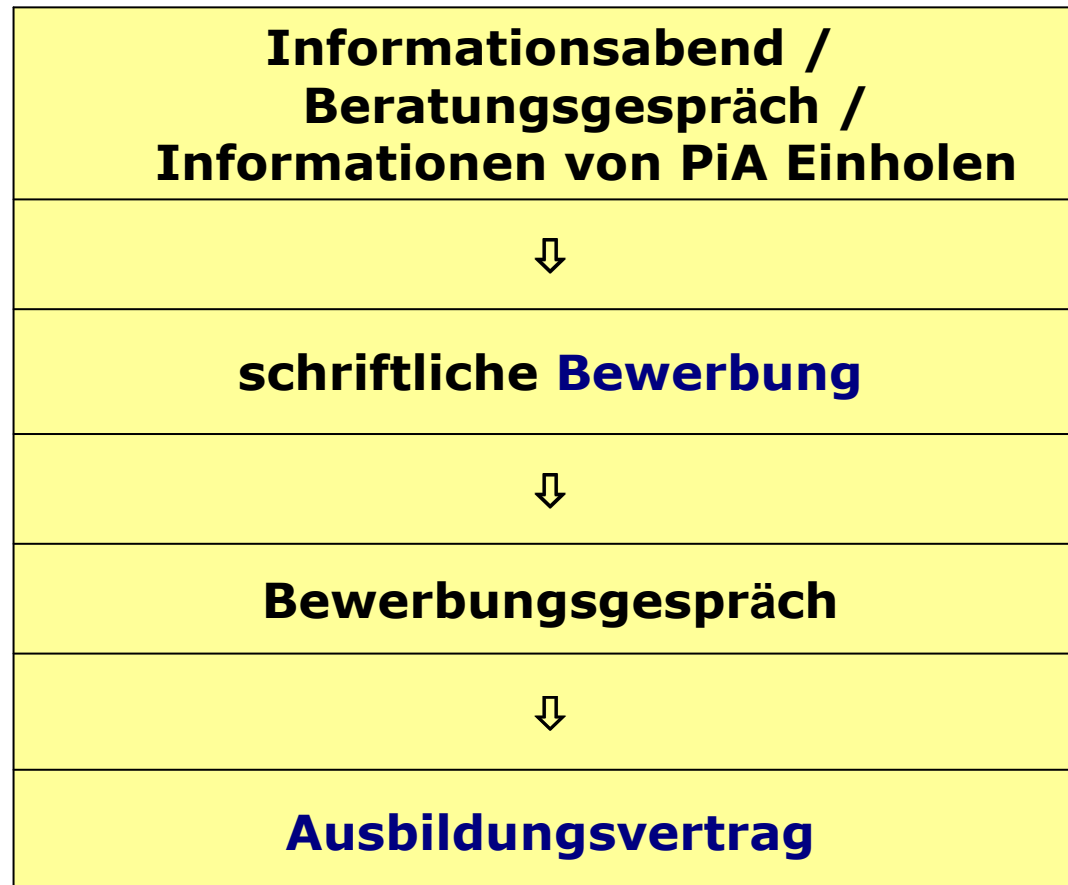 Informationsabend /
Beratungsgespräch /
Informationen von PiA Einholen
⇩
schriftliche Bewerbung
⇩
Bewerbungsgespräch
⇩
Ausbildungsvertrag